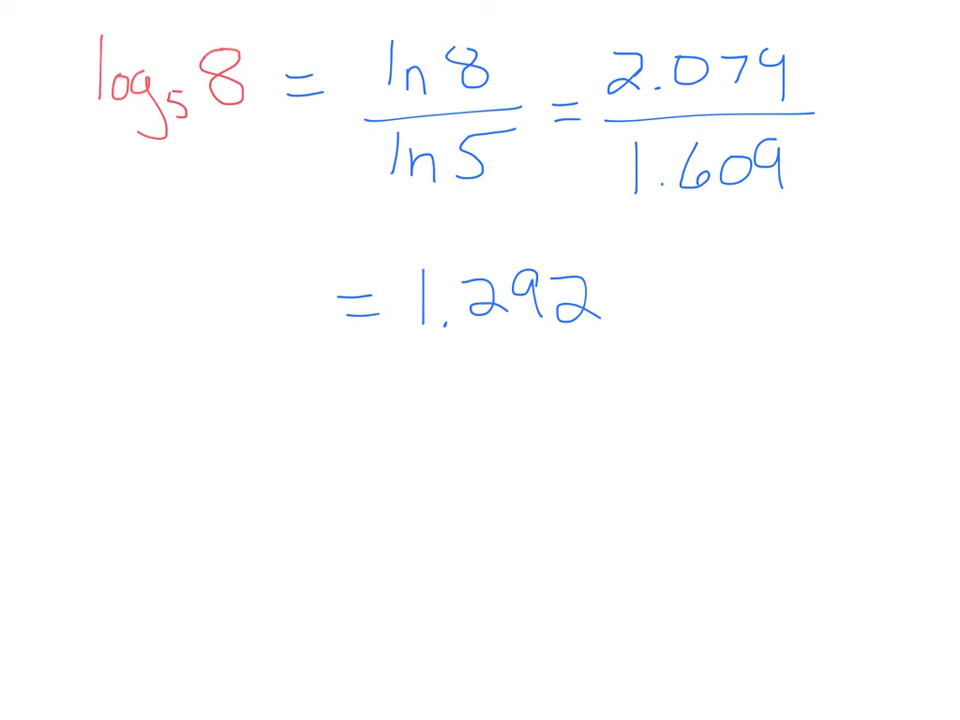 log₅ 8 = ln 8 / ln 5 = 2.079 / 1.609
= 1.292